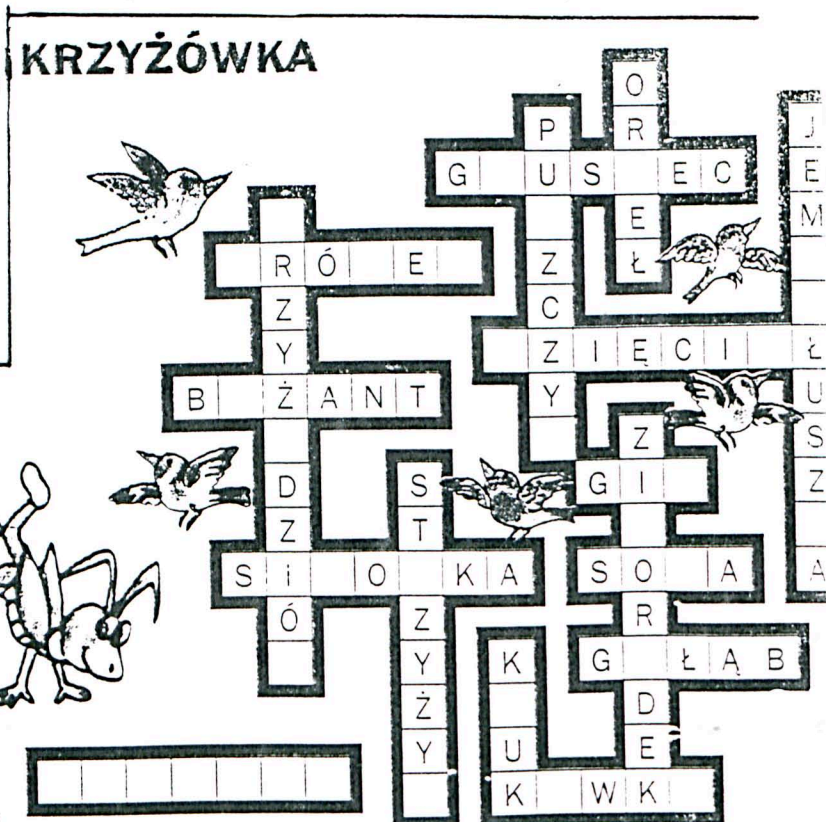 KRZYŻÓWKA
O
P R J
G U S E C E
E M
R Ó E Z Ł
Z C
Y Z I Ę C I Ł
B Ż A N T Y U
Z S
D S G I Z
Z T
S i O K A S O A A
Ó Z R
Y K G Ł Ą B
Ż D
Y U E
K W K